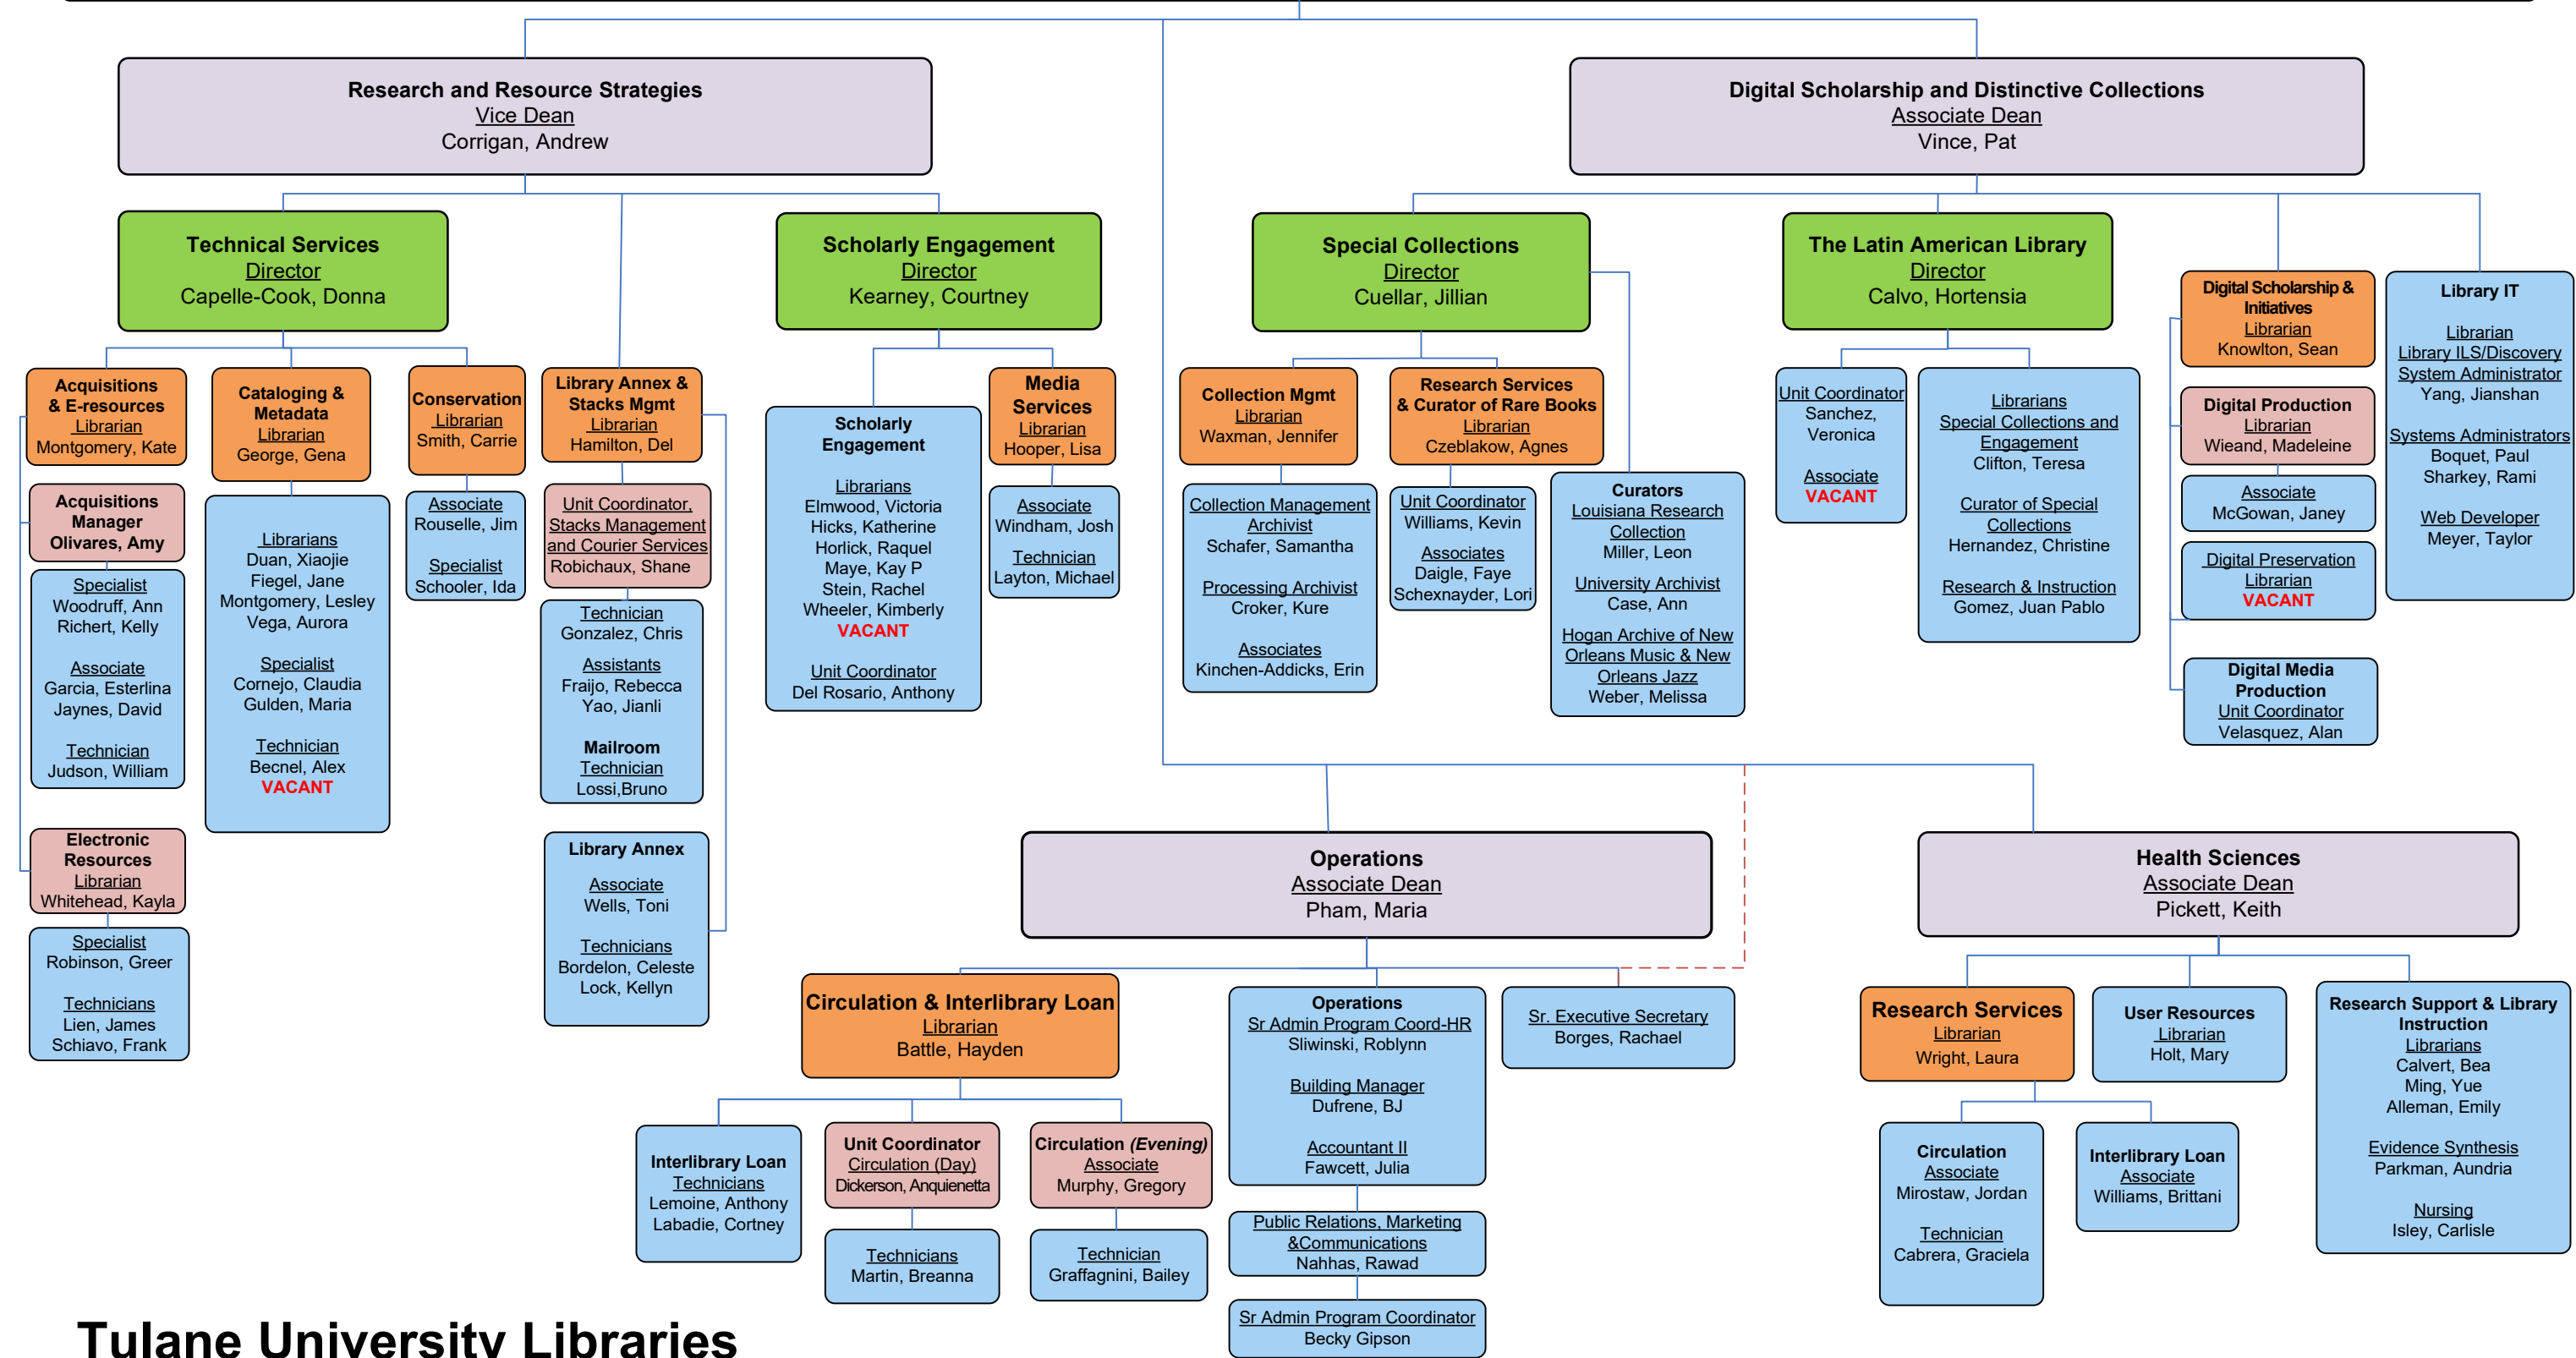 Research and Resource Strategies
Vice Dean
Corrigan, Andrew
Digital Scholarship and Distinctive Collections
Associate Dean
Vince, Pat
Technical Services
Director
Capelle-Cook, Donna
Scholarly Engagement
Director
Kearney, Courtney
Special Collections
Director
Cuellar, Jillian
The Latin American Library
Director
Calvo, Hortensia
Acquisitions
& E-resources
Librarian
Montgomery, Kate
Acquisitions
Manager
Olivares, Amy
Specialist
Woodruff, Ann
Richert, Kelly
Associate
Garcia, Esterlina
Jaynes, David
Technician
Judson, William
Electronic
Resources
Librarian
Whitehead, Kayla
Specialist
Robinson, Greer
Technicians
Lien, James
Schiavo, Frank
Cataloging &
Metadata
Librarian
George, Gena
Librarians
Duan, Xiaojie
Fiegel, Jane
Montgomery, Lesley
Vega, Aurora
Specialist
Cornejo, Claudia
Gulden, Maria
Technician
Becnel, Alex
VACANT
Conservation
Librarian
Smith, Carrie
Associate
Rouselle, Jim
Specialist
Schooler, Ida
Library Annex &
Stacks Mgmt
Librarian
Hamilton, Del
Unit Coordinator,
Stacks Management
and Courier Services
Robichaux, Shane
Technician
Gonzalez, Chris
Assistants
Fraijo, Rebecca
Yao, Jianli
Mailroom
Technician
Lossi,Bruno
Library Annex
Associate
Wells, Toni
Technicians
Bordelon, Celeste
Lock, Kellyn
Scholarly
Engagement
Librarians
Elmwood, Victoria
Hicks, Katherine
Horlick, Raquel
Maye, Kay P
Stein, Rachel
Wheeler, Kimberly
VACANT
Unit Coordinator
Del Rosario, Anthony
Media
Services
Librarian
Hooper, Lisa
Associate
Windham, Josh
Technician
Layton, Michael
Collection Mgmt
Librarian
Waxman, Jennifer
Collection Management
Archivist
Schafer, Samantha
Processing Archivist
Croker, Kure
Associates
Kinchen-Addicks, Erin
Research Services
& Curator of Rare Books
Librarian
Czeblakow, Agnes
Unit Coordinator
Williams, Kevin
Associates
Daigle, Faye
Schexnayder, Lori
Curators
Louisiana Research
Collection
Miller, Leon
University Archivist
Case, Ann
Hogan Archive of New
Orleans Music & New
Orleans Jazz
Weber, Melissa
Unit Coordinator
Sanchez,
Veronica
Associate
VACANT
Librarians
Special Collections and
Engagement
Clifton, Teresa
Curator of Special
Collections
Hernandez, Christine
Research & Instruction
Gomez, Juan Pablo
Digital Scholarship &
Initiatives
Librarian
Knowlton, Sean
Digital Production
Librarian
Wieand, Madeleine
Associate
McGowan, Janey
Digital Preservation
Librarian
VACANT
Digital Media
Production
Unit Coordinator
Velasquez, Alan
Library IT
Librarian
Library ILS/Discovery
System Administrator
Yang, Jianshan
Systems Administrators
Boquet, Paul
Sharkey, Rami
Web Developer
Meyer, Taylor
Operations
Associate Dean
Pham, Maria
Health Sciences
Associate Dean
Pickett, Keith
Circulation & Interlibrary Loan
Librarian
Battle, Hayden
Interlibrary Loan
Technicians
Lemoine, Anthony
Labadie, Cortney
Unit Coordinator
Circulation (Day)
Dickerson, Anquienetta
Technicians
Martin, Breanna
Circulation (Evening)
Associate
Murphy, Gregory
Technician
Graffagnini, Bailey
Operations
Sr Admin Program Coord-HR
Sliwinski, Roblynn
Building Manager
Dufrene, BJ
Accountant II
Fawcett, Julia
Public Relations, Marketing
&Communications
Nahhas, Rawad
Sr Admin Program Coordinator
Becky Gipson
Sr. Executive Secretary
Borges, Rachael
Research Services
Librarian
Wright, Laura
Circulation
Associate
Mirostaw, Jordan
Technician
Cabrera, Graciela
Interlibrary Loan
Associate
Williams, Brittani
User Resources
Librarian
Holt, Mary
Research Support & Library
Instruction
Librarians
Calvert, Bea
Ming, Yue
Alleman, Emily
Evidence Synthesis
Parkman, Aundria
Nursing
Isley, Carlisle
Tulane University Libraries